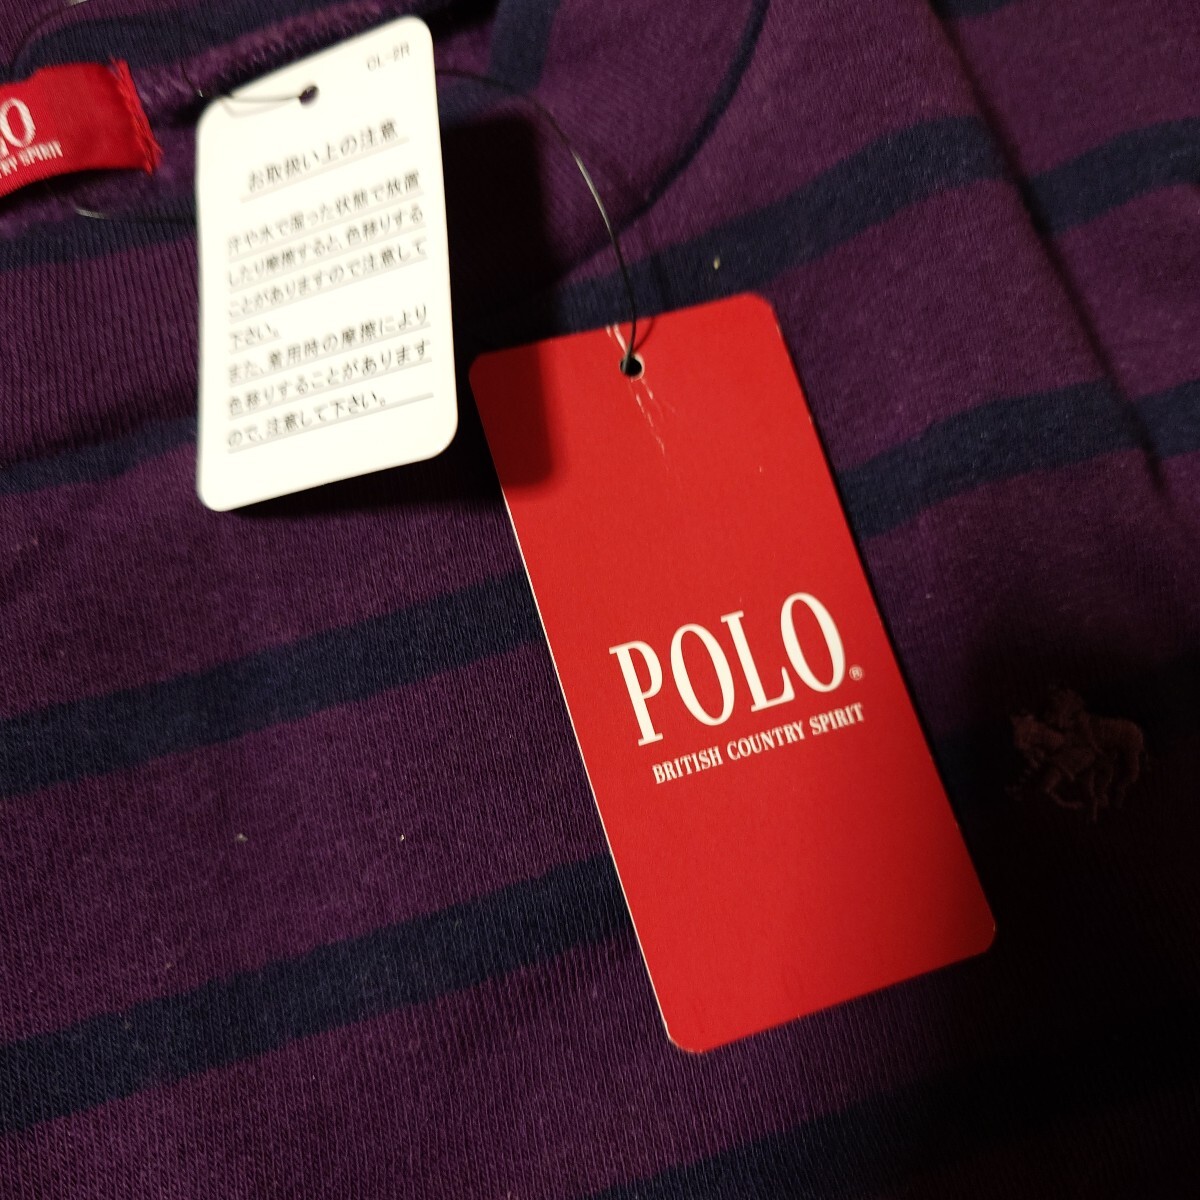 LO
TRY SPIRIT
CL-2R
お取扱い上の注意
汗や水で湿った状態で放置
したり摩擦すると、色移りする
ことがありますので注意して
下さい。
また、着用時の摩擦により
色移りすることがあります
ので、注意して下さい。
POLO®
BRITISH COUNTRY SPIRIT